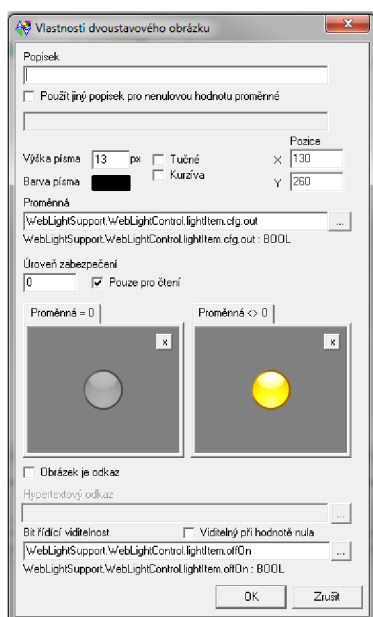 Vlastnosti dvoustavového obrázku
x
Popisek
Použít jiný popisek pro nenulovou hodnotu proměnné
Pozice
Výška písma 13 px Tučné X 130
Barva písma Kurzíva Y 260
Proměnná
WebLightSupport.WebLightControl.lightItem.cfg.out ...
WebLightSupport.WebLightControl.lightItem.cfg.out : BOOL
Úroveň zabezpečení
0 Pouze pro čtení
Proměnná = 0 Proměnná <> 0
x x
Obrázek je odkaz
Hypertextový odkaz
...
Bit řídící viditelnost Viditelný při hodnotě nula
WebLightSupport.WebLightControl.lightItem.offOn ...
WebLightSupport.WebLightControl.lightItem.offOn : BOOL
OK Zrušit